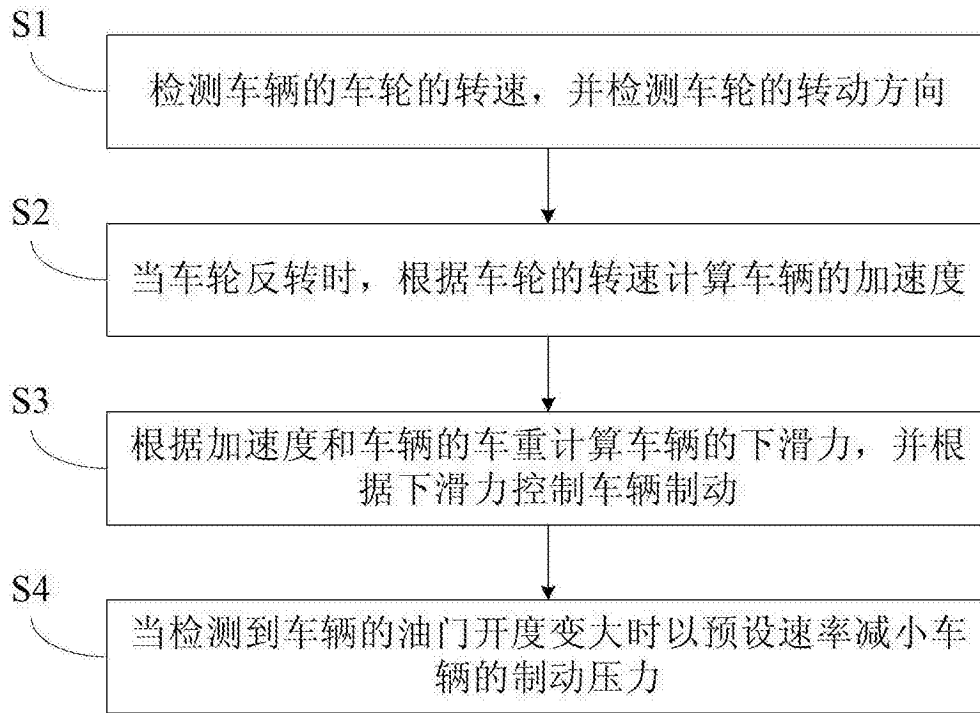 S1
检测车辆的车轮的转速，并检测车轮的转动方向
S2
当车轮反转时，根据车轮的转速计算车辆的加速度
S3
根据加速度和车辆的车重计算车辆的下滑力，并根
据下滑力控制车辆制动
S4
当检测到车辆的油门开度变大时以预设速率减小车
辆的制动压力